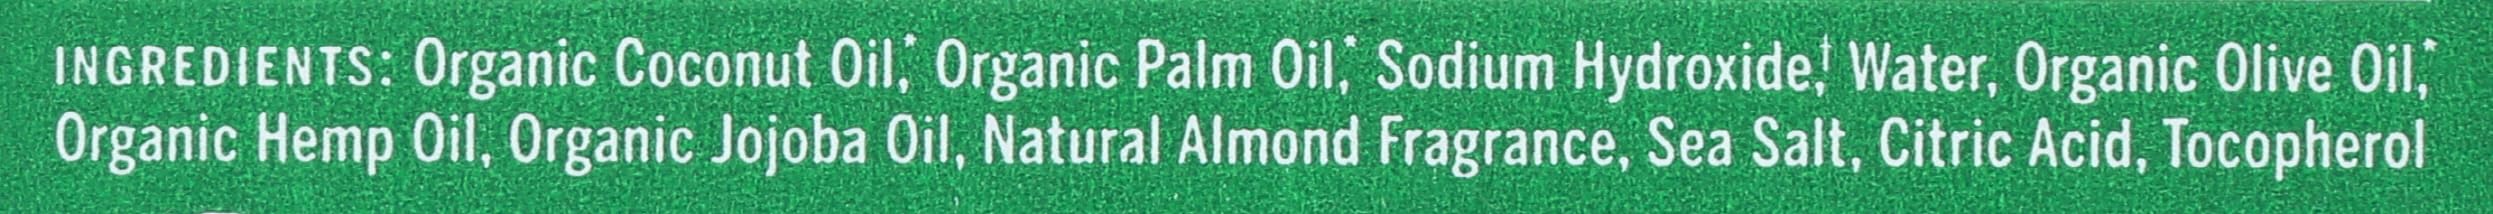 INGREDIENTS: Organic Coconut Oil,* Organic Palm Oil,* Sodium Hydroxide,† Water, Organic Olive Oil,*
Organic Hemp Oil, Organic Jojoba Oil, Natural Almond Fragrance, Sea Salt, Citric Acid, Tocopherol